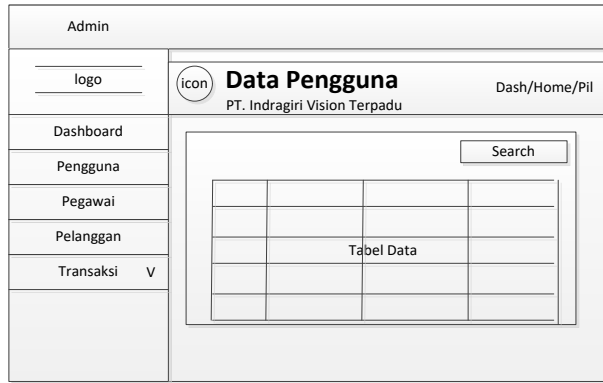 Admin
logo
icon
Data Pengguna
PT. Indragiri Vision Terpadu
Dash/Home/Pil
Dashboard
Pengguna
Pegawai
Pelanggan
Transaksi V
Search
Tabel Data